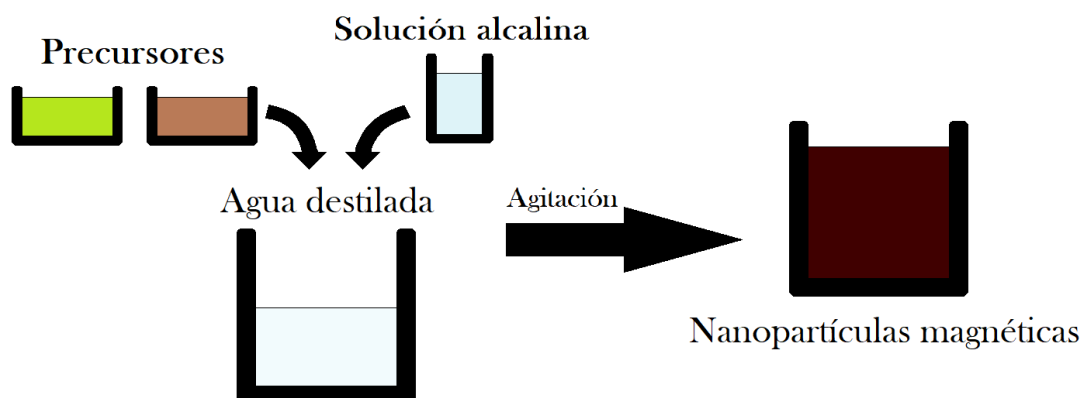 Precursores
Solución alcalina
Agua destilada
Agitación
Nanopartículas magnéticas